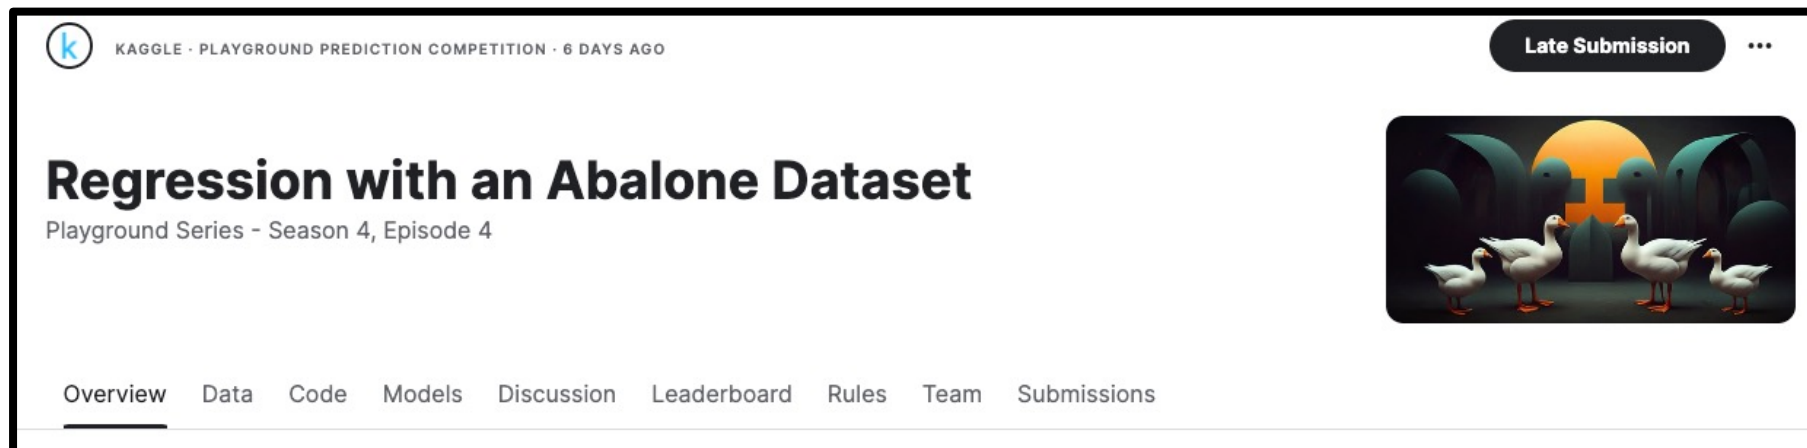 k KAGGLE · PLAYGROUND PREDICTION COMPETITION · 6 DAYS AGO
Late Submission
Regression with an Abalone Dataset
Playground Series - Season 4, Episode 4
Overview Data Code Models Discussion Leaderboard Rules Team Submissions